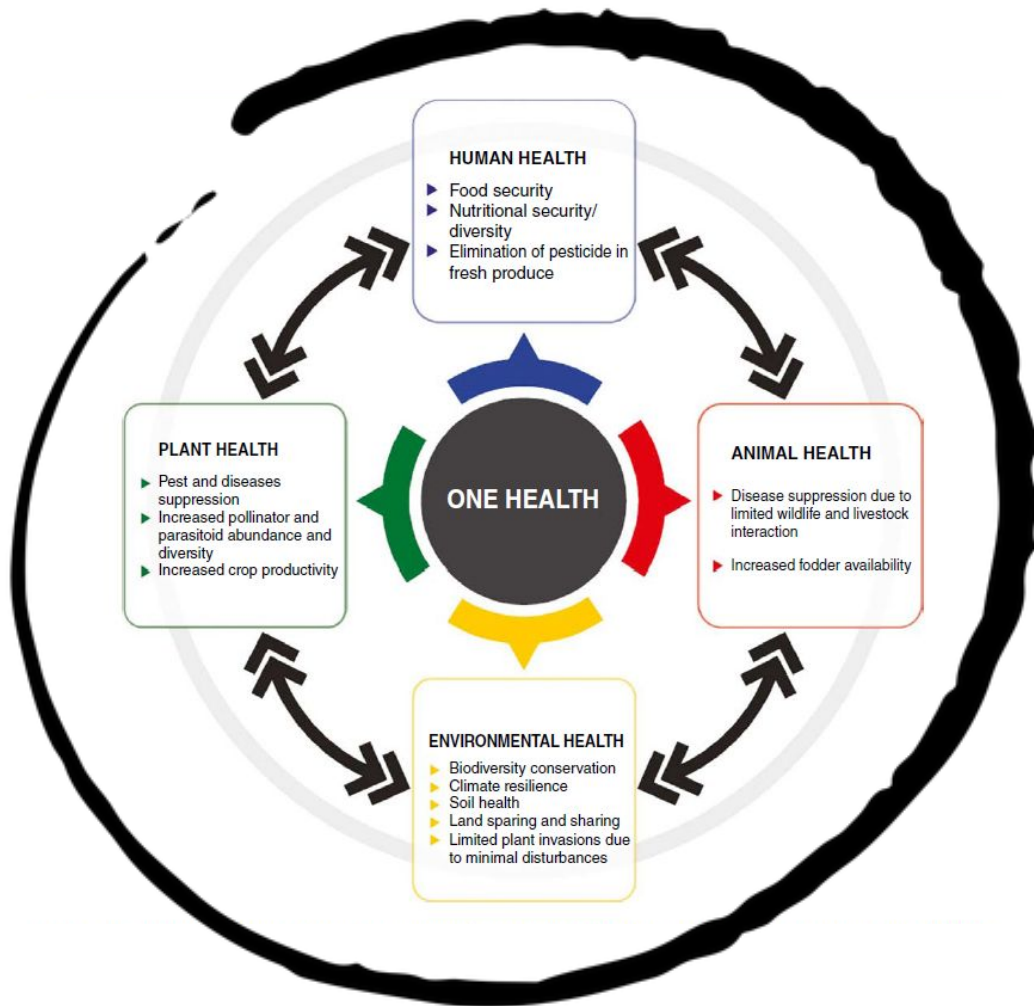 HUMAN HEALTH
Food security
Nutritional security/
diversity
Elimination of pesticide in
fresh produce
PLANT HEALTH
Pest and diseases
suppression
Increased pollinator and
parasitoid abundance and
diversity
Increased crop productivity
ONE HEALTH
ANIMAL HEALTH
Disease suppression due to
limited wildlife and livestock
interaction
Increased fodder availability
ENVIRONMENTAL HEALTH
Biodiversity conservation
Climate resilience
Soil health
Land sparing and sharing
Limited plant invasions due
to minimal disturbances